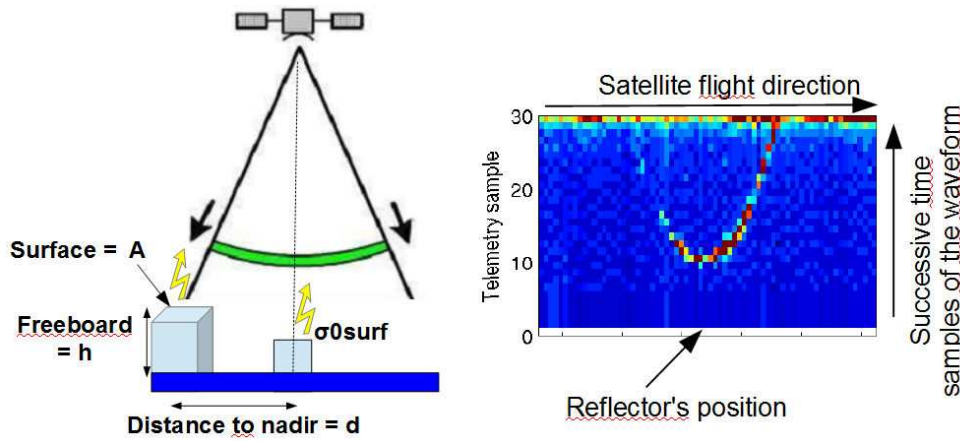 Surface = A
Freeboard
= h
σ0surf
Distance to nadir = d
Satellite flight direction
30
20
10
0
Telemetry sample
Successive time
samples of the waveform
Reflector's position